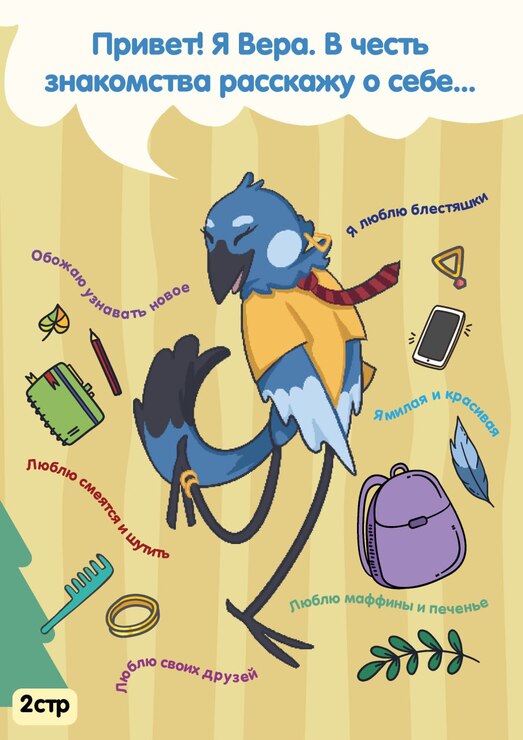 Привет! Я Вера. В честь
знакомства расскажу о себе...
Я люблю блестяшки
Обожаю узнавать новое
Я милая и красивая
Люблю смеятся и шутить
Люблю маффины и печенье
Люблю своих друзей
2стр